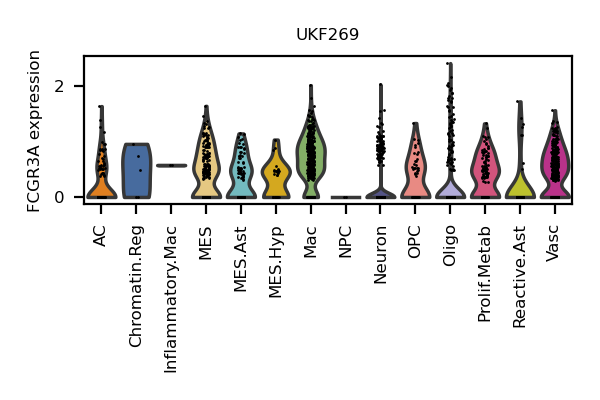 UKF269
FCGR3A expression
2
0
AC
Chromatin.Reg
Inflammatory.Mac
MES
MES.Ast
MES.Hyp
Mac
NPC
Neuron
OPC
Oligo
Prolif.Metab
Reactive.Ast
Vasc